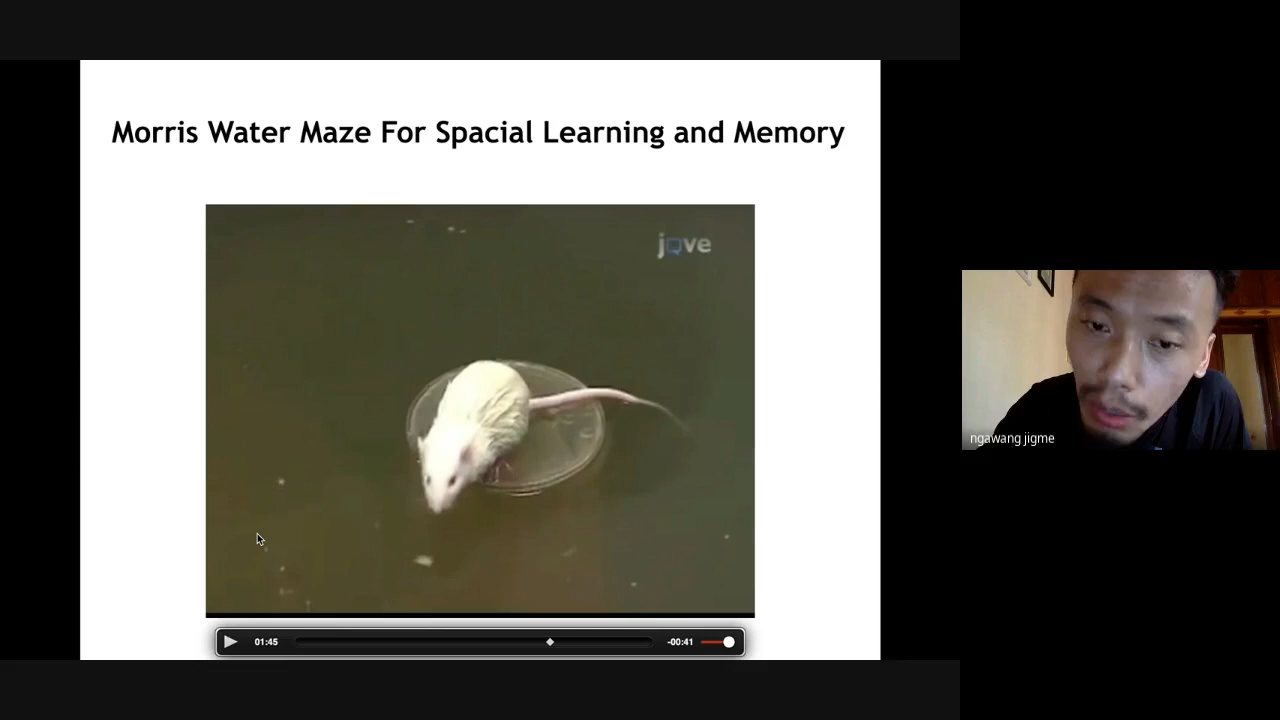 Morris Water Maze For Spacial Learning and Memory
jove
01:45
-00:41
ngawang jigme